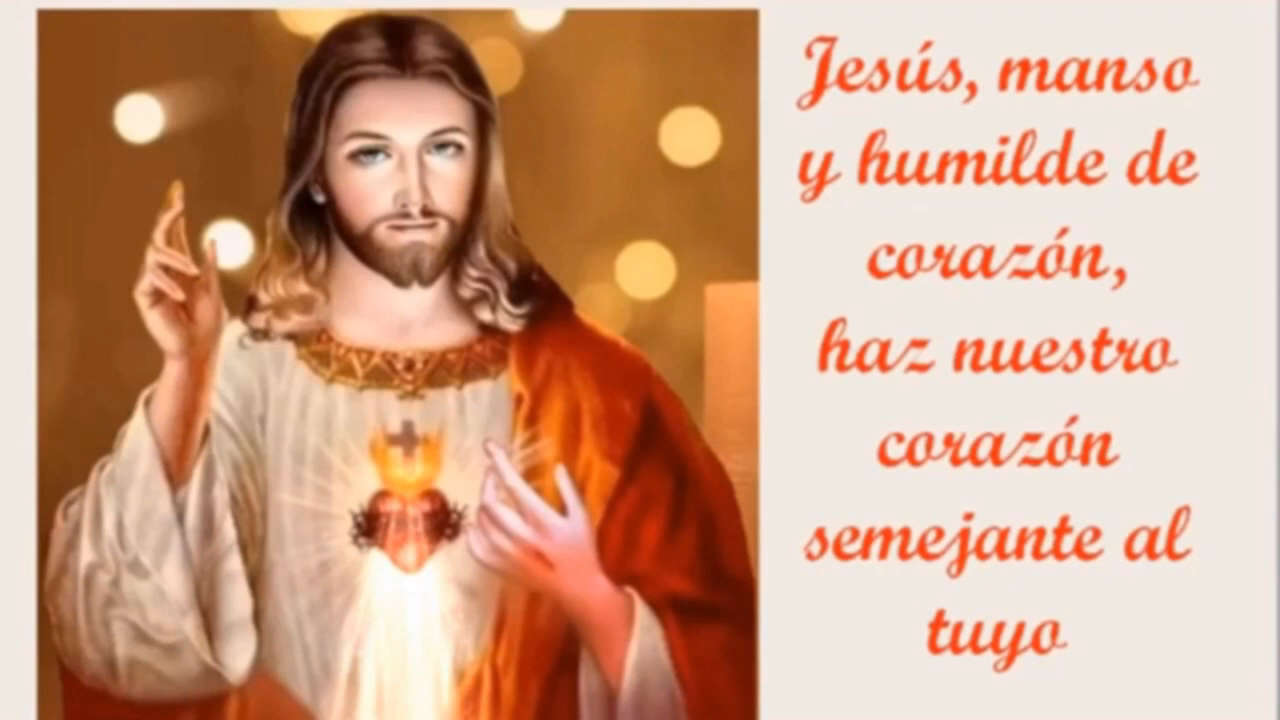 Jesús, manso
y humilde de
corazón,
haz nuestro
corazón
semejante al
tuyo